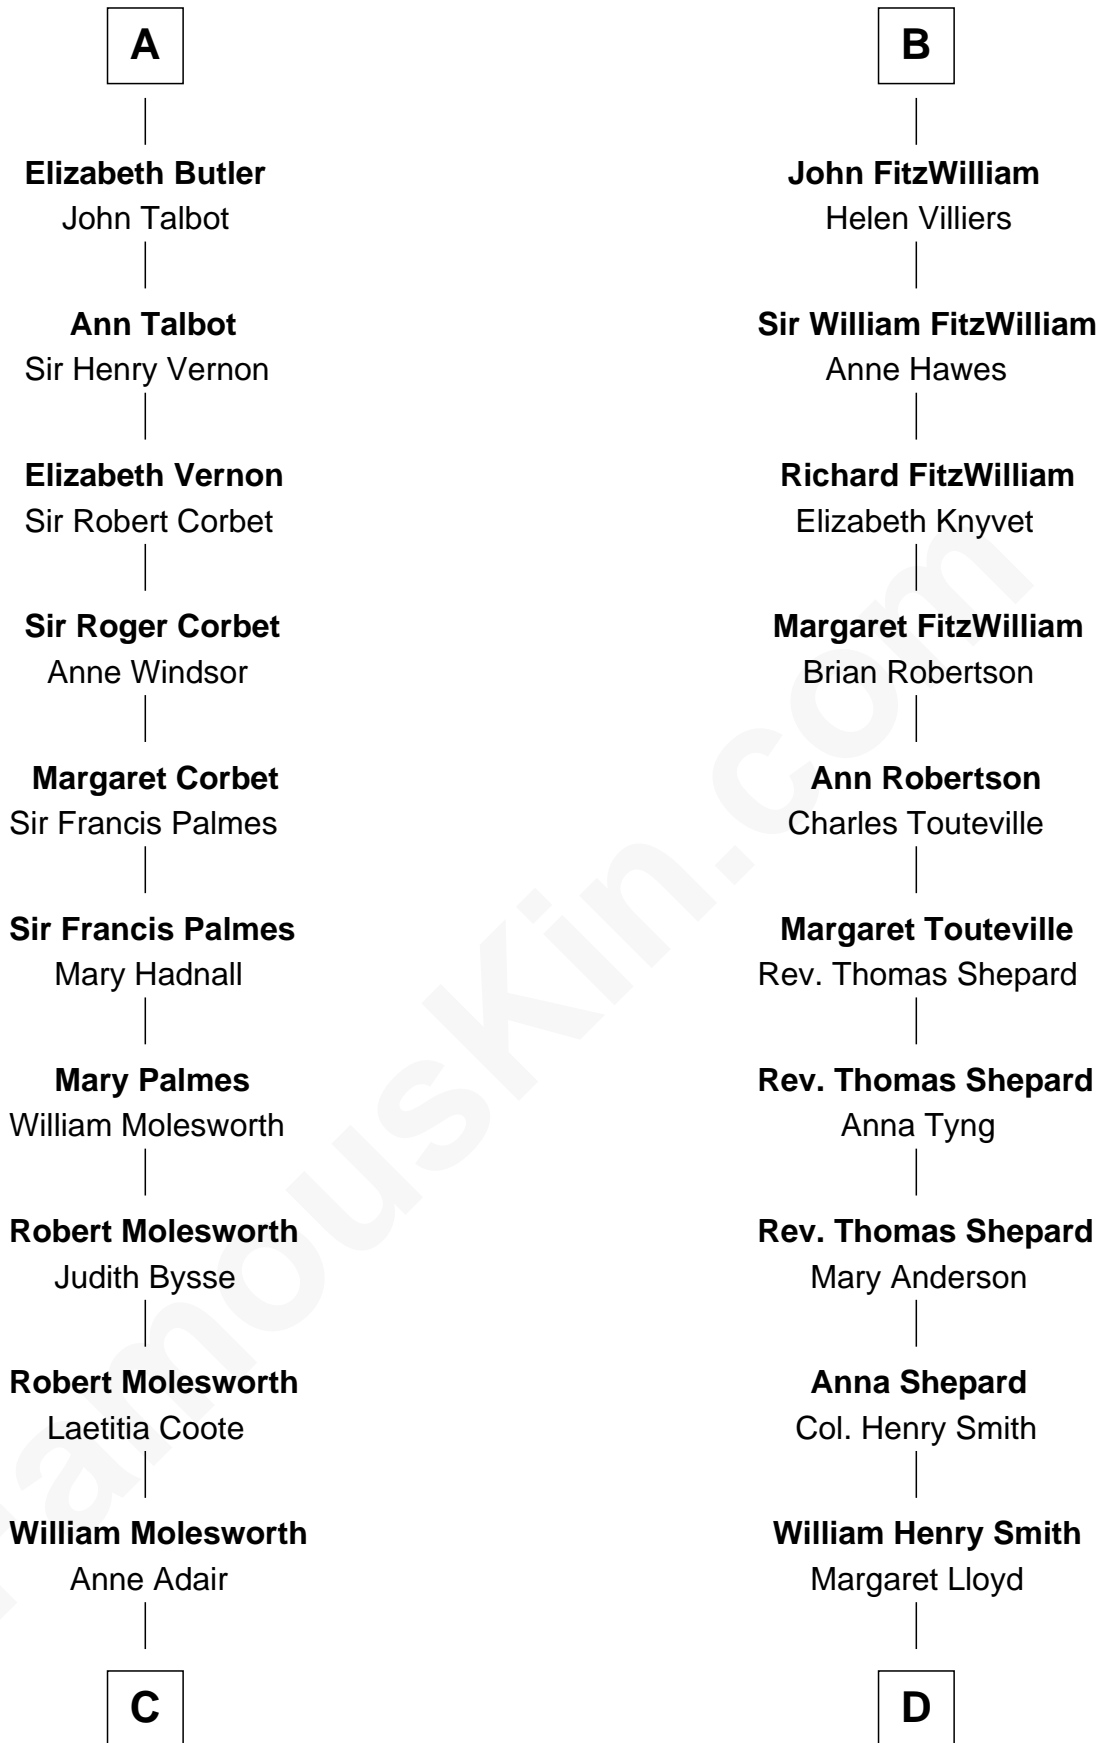 A
Elizabeth Butler
John Talbot
Ann Talbot
Sir Henry Vernon
Elizabeth Vernon
Sir Robert Corbet
Sir Roger Corbet
Anne Windsor
Margaret Corbet
Sir Francis Palmes
Sir Francis Palmes
Mary Hadnall
Mary Palmes
William Molesworth
Robert Molesworth
Judith Bysse
Robert Molesworth
Laetitia Coote
William Molesworth
Anne Adair
C
B
John FitzWilliam
Helen Villiers
Sir William FitzWilliam
Anne Hawes
Richard FitzWilliam
Elizabeth Knyvet
Margaret FitzWilliam
Brian Robertson
Ann Robertson
Charles Touteville
Margaret Touteville
Rev. Thomas Shepard
Rev. Thomas Shepard
Anna Tyng
Rev. Thomas Shepard
Mary Anderson
Anna Shepard
Col. Henry Smith
William Henry Smith
Margaret Lloyd
D
FamousKin.com